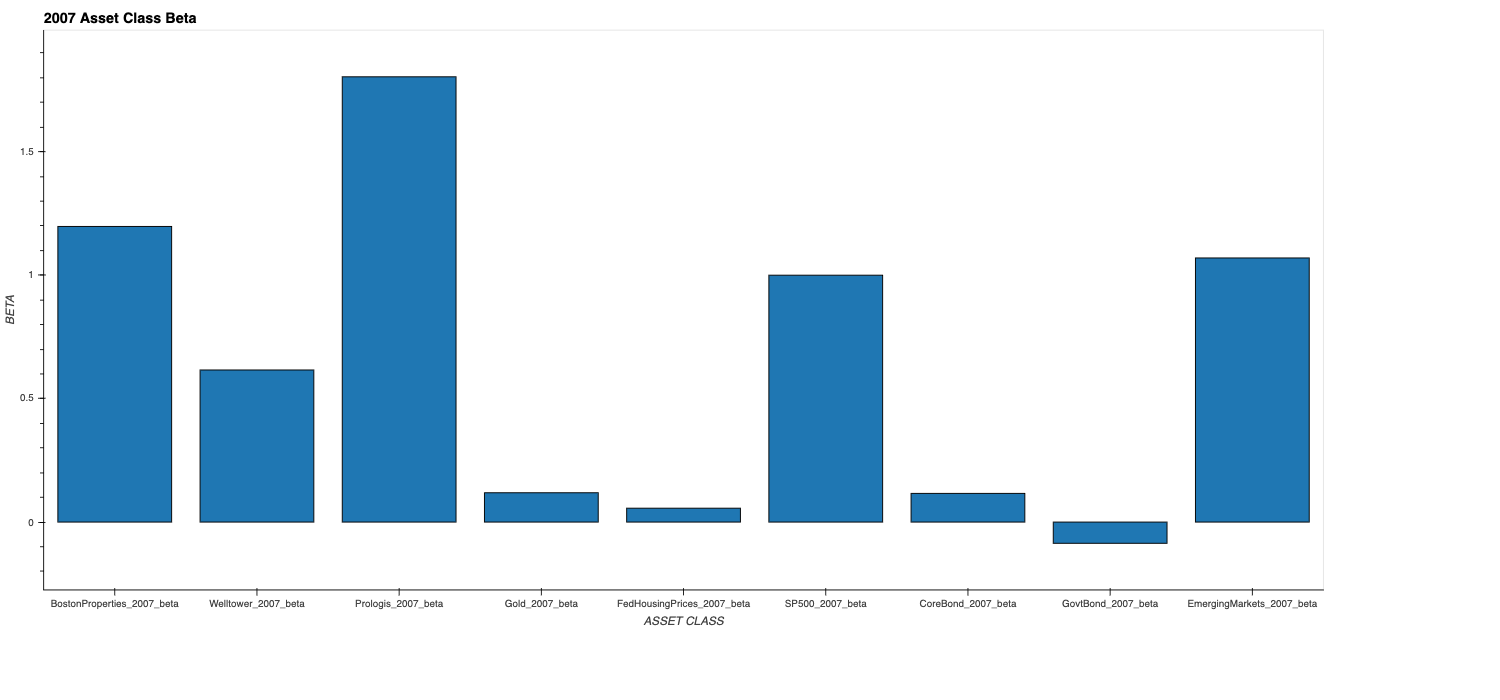 2007 Asset Class Beta
1.5
1
0.5
0
BETA
BostonProperties_2007_beta
Welltower_2007_beta
Prologis_2007_beta
Gold_2007_beta
FedHousingPrices_2007_beta
SP500_2007_beta
CoreBond_2007_beta
GovtBond_2007_beta
EmergingMarkets_2007_beta
ASSET CLASS